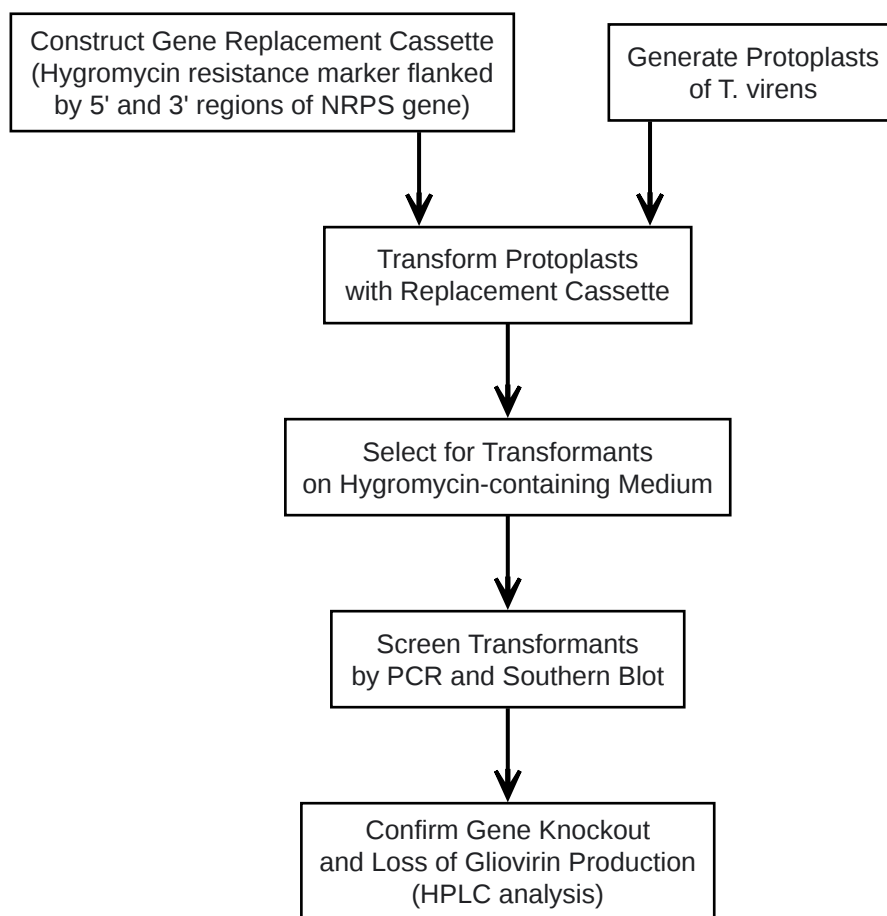 Construct Gene Replacement Cassette
(Hygromycin resistance marker flanked
by 5' and 3' regions of NRPS gene)
Generate Protoplasts
of T. virens
Transform Protoplasts
with Replacement Cassette
Select for Transformants
on Hygromycin-containing Medium
Screen Transformants
by PCR and Southern Blot
Confirm Gene Knockout
and Loss of Gliovirin Production
(HPLC analysis)